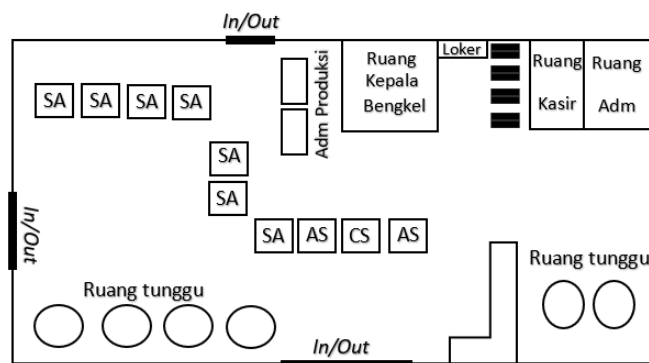 In/Out
Loker
Ruang
Kepala
Bengkel
Ruang
Kasir
Ruang
Adm
Adm Produksi
SA
SA
SA
SA
SA
SA
SA
AS
CS
AS
In/Out
Ruang tunggu
Ruang tunggu
In/Out